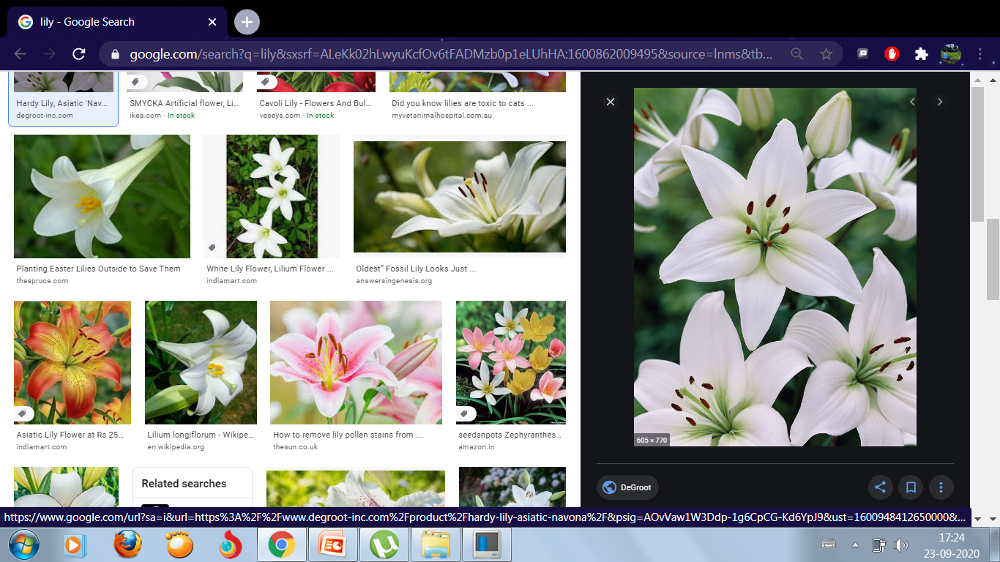 lily - Google Search
google.com/search?q=lily&sxsrf=ALeKk02hLwyuKcfOv6tFADMzb0p1eLUhHA:1600862009495&source=lnms&tb...
Hardy Lily, Asiatic 'Nav...
degroot-inc.com
SMYCKA Artificial flower, Li...
ikea.com · In stock
Cavoli Lily - Flowers And Bul...
veseys.com · In stock
Did you know lilies are toxic to cats ...
myvetanimalhospital.com.au
Planting Easter Lilies Outside to Save Them
thespruce.com
White Lily Flower, Lilium Flower ...
indiamart.com
Oldest” Fossil Lily Looks Just ...
answersingenesis.org
Asiatic Lily Flower at Rs 25...
indiamart.com
Lilium longiflorum - Wikipe...
en.wikipedia.org
How to remove lily pollen stains from ...
thesun.co.uk
seedsnpots Zephyranthes...
amazon.in
Related searches
605 × 770
DeGroot
https://www.google.com/url?sa=i&url=https%3A%2F%2Fwww.degroot-inc.com%2Fproduct%2Fhardy-lily-asiatic-navona%2F&psig=AOvVaw1W3Ddp-1g6CpCG-Kd6YpJ9&ust=1600948412650000&...
17:24
23-09-2020